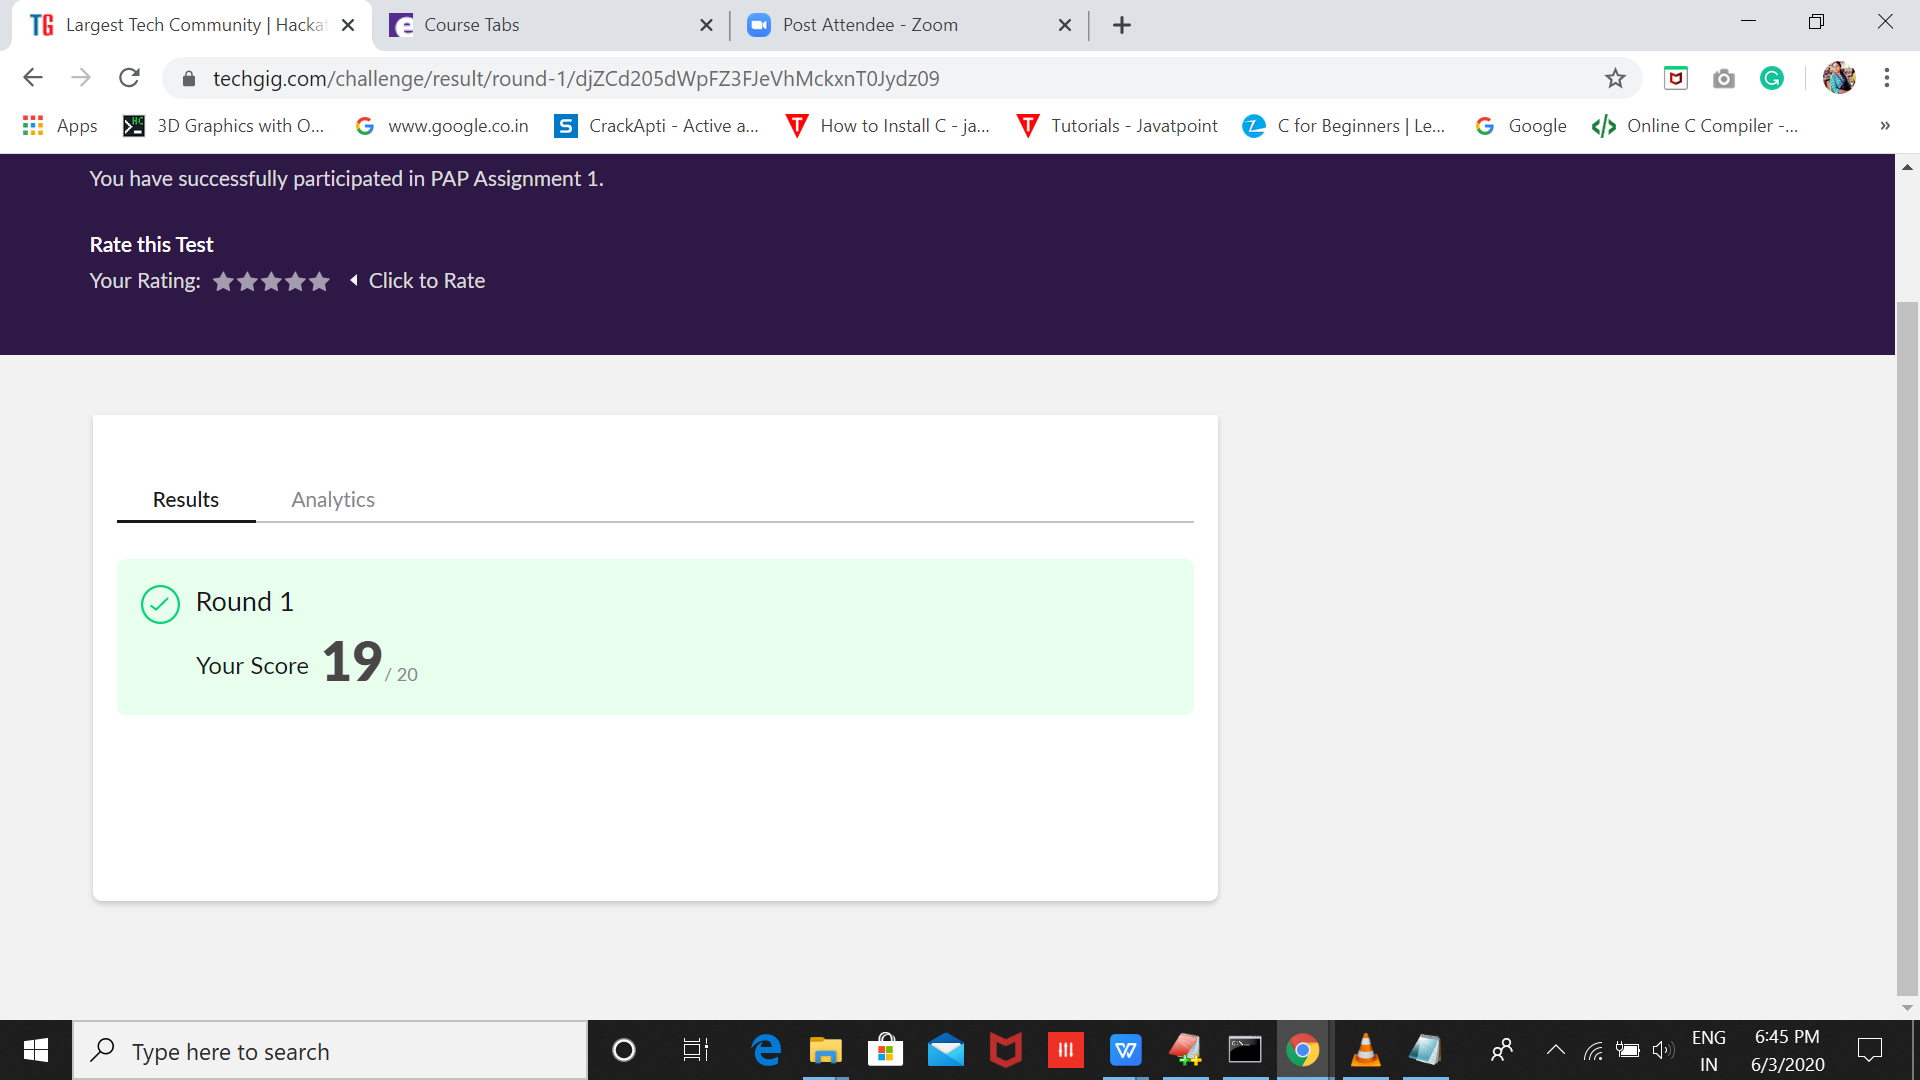 Largest Tech Community | Hacka
Course Tabs
Post Attendee - Zoom
techgig.com/challenge/result/round-1/djZCd205dWpFZ3FJeVhMckxnT0Jydz09
Apps
3D Graphics with O...
www.google.co.in
CrackApti - Active a...
How to Install C - ja...
Tutorials - Javatpoint
C for Beginners | Le...
Google
Online C Compiler -...
You have successfully participated in PAP Assignment 1.
Rate this Test
Your Rating: Click to Rate
Results Analytics
Round 1
Your Score 19 / 20
Type here to search
ENG
IN
6:45 PM
6/3/2020